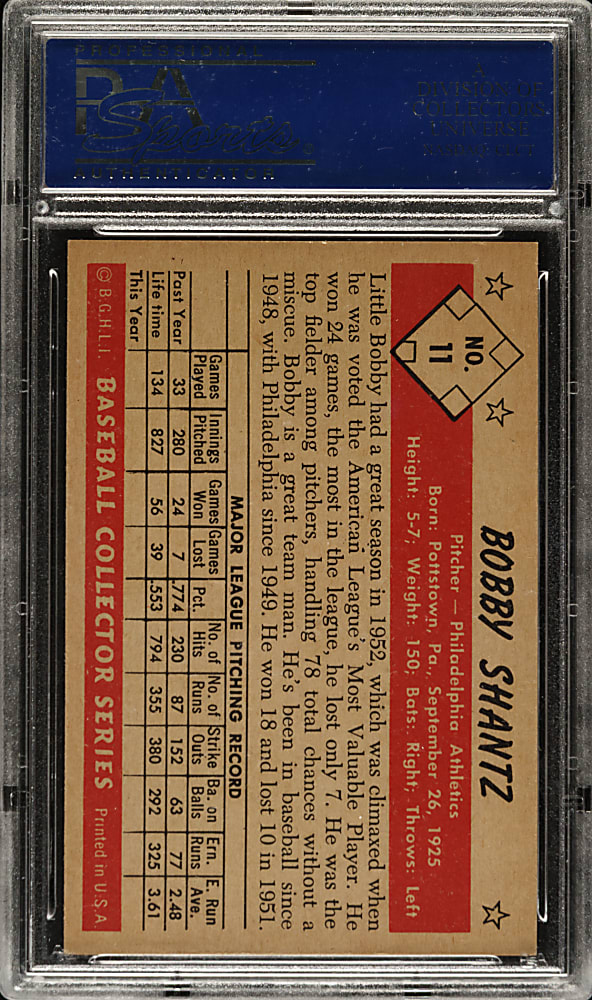 PROFESSIONAL
PSA
Sports
AUTHENTICATOR
A
DIVISION OF
COLLECTORS
UNIVERSE
NASDAQ: CLCT
NO.
11
BOBBY SHANTZ
Pitcher — Philadelphia Athletics
Born: Pottstown, Pa., September 26, 1925
Height: 5-7; Weight: 150; Bats: Right; Throws: Left
Little Bobby had a great season in 1952, which was climaxed when
he was voted the American League's Most Valuable Player. He
won 24 games, the most in the league, he lost only 7. He was the
top fielder among pitchers, handling 78 total chances without a
miscue. Bobby is a great team man. He's been in baseball since
1948, with Philadelphia since 1949. He won 18 and lost 10 in 1951.
MAJOR LEAGUE PITCHING RECORD
Games Innings Games Games Pct. No. of No. of Strike Ba. on Ern. E. Run
Played Pitched Won Lost Hits Runs Outs Balls Runs Ave.
Past Year 33 280 24 7 .774 230 87 152 63 77 2.48
Life time 134 827 56 39 .553 794 355 380 292 325 3.61
This Year
© B.G.H.L.I. BASEBALL COLLECTOR SERIES Printed in U.S.A.